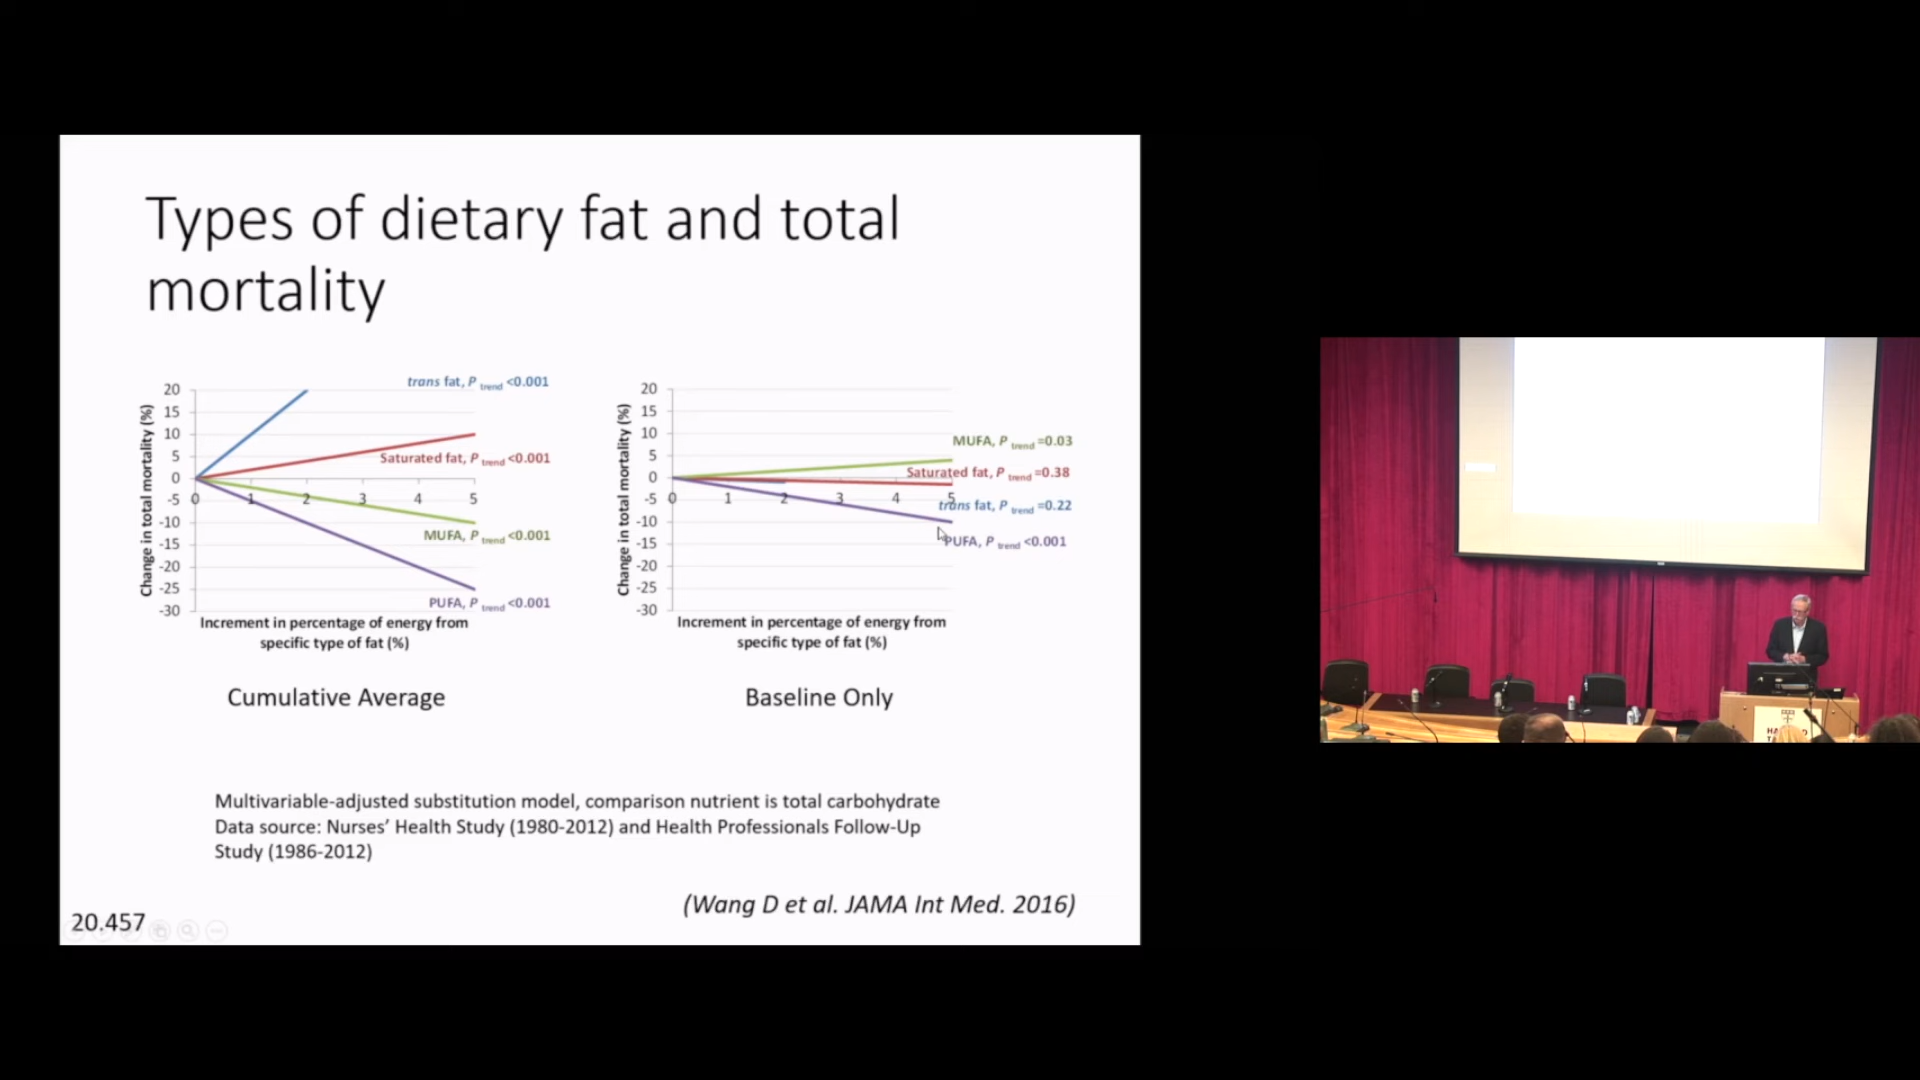 Types of dietary fat and total
mortality
Change in total mortality (%)
20
15
10
5
0
-5
-10
-15
-20
-25
-30
0 1 2 3 4 5
trans fat, P trend <0.001
Saturated fat, P trend <0.001
MUFA, P trend <0.001
PUFA, P trend <0.001
Increment in percentage of energy from
specific type of fat (%)
Cumulative Average
Change in total mortality (%)
20
15
10
5
0
-5
-10
-15
-20
-25
-30
0 1 2 3 4 5
MUFA, P trend =0.03
Saturated fat, P trend =0.38
trans fat, P trend =0.22
PUFA, P trend <0.001
Increment in percentage of energy from
specific type of fat (%)
Baseline Only
Multivariable-adjusted substitution model, comparison nutrient is total carbohydrate
Data source: Nurses’ Health Study (1980-2012) and Health Professionals Follow-Up
Study (1986-2012)
(Wang D et al. JAMA Int Med. 2016)
20.457